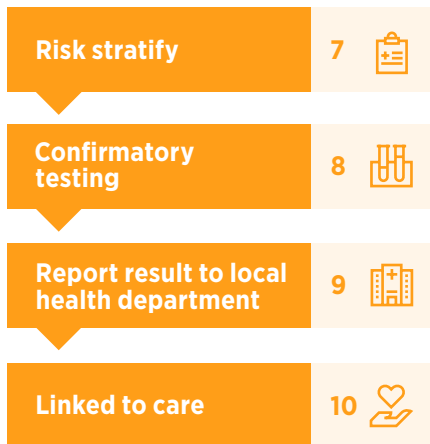 Risk stratify 7
Confirmatory
testing 8
Report result to local
health department 9
Linked to care 10